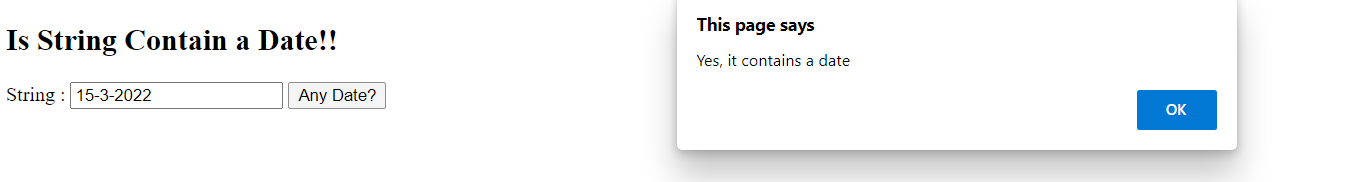 Is String Contain a Date!!
String : 15-3-2022 Any Date?
This page says
Yes, it contains a date
OK